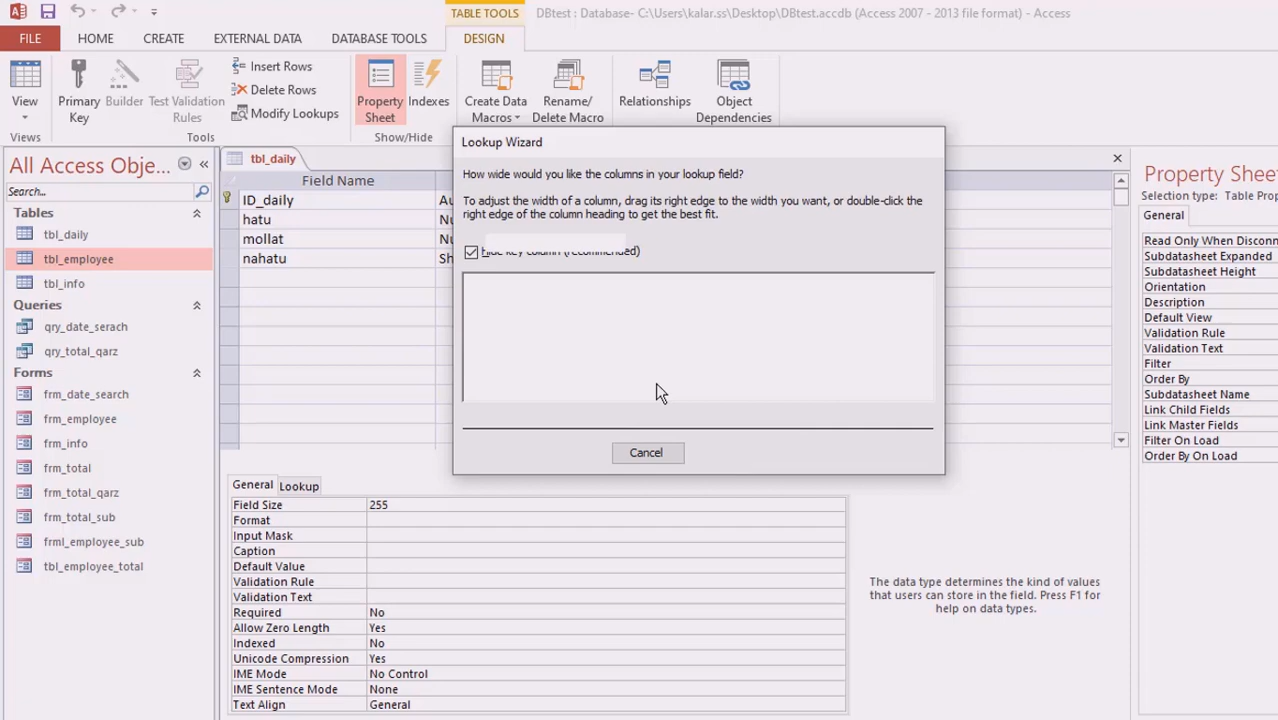 TABLE TOOLS
DBtest : Database- C:\Users\kalar.ss\Desktop\DBtest.accdb (Access 2007 - 2013 file format) - Access
FILE
HOME
CREATE
EXTERNAL DATA
DATABASE TOOLS
DESIGN
View
Primary Key
Builder
Test Validation Rules
Insert Rows
Delete Rows
Modify Lookups
Property Sheet
Indexes
Create Data Macros
Rename/ Delete Macro
Relationships
Object Dependencies
Views
Tools
Show/Hide
All Access Obje...
Search...
Tables
tbl_daily
tbl_employee
tbl_info
Queries
qry_date_serach
qry_total_qarz
Forms
frm_date_search
frm_employee
frm_info
frm_total
frm_total_qarz
frm_total_sub
frml_employee_sub
tbl_employee_total
tbl_daily
Field Name
ID_daily
Au
hatu
Nu
mollat
Nu
nahatu
Sh
Lookup Wizard
How wide would you like the columns in your lookup field?
To adjust the width of a column, drag its right edge to the width you want, or double-click the
right edge of the column heading to get the best fit.
Hide key column (recommended)
Cancel
General
Lookup
Field Size 255
Format
Input Mask
Caption
Default Value
Validation Rule
Validation Text
Required No
Allow Zero Length Yes
Indexed No
Unicode Compression Yes
IME Mode No Control
IME Sentence Mode None
Text Align General
The data type determines the kind of values
that users can store in the field. Press F1 for
help on data types.
Property Shee
Selection type: Table Prop
General
Read Only When Disconn
Subdatasheet Expanded
Subdatasheet Height
Orientation
Description
Default View
Validation Rule
Validation Text
Filter
Order By
Subdatasheet Name
Link Child Fields
Link Master Fields
Filter On Load
Order By On Load